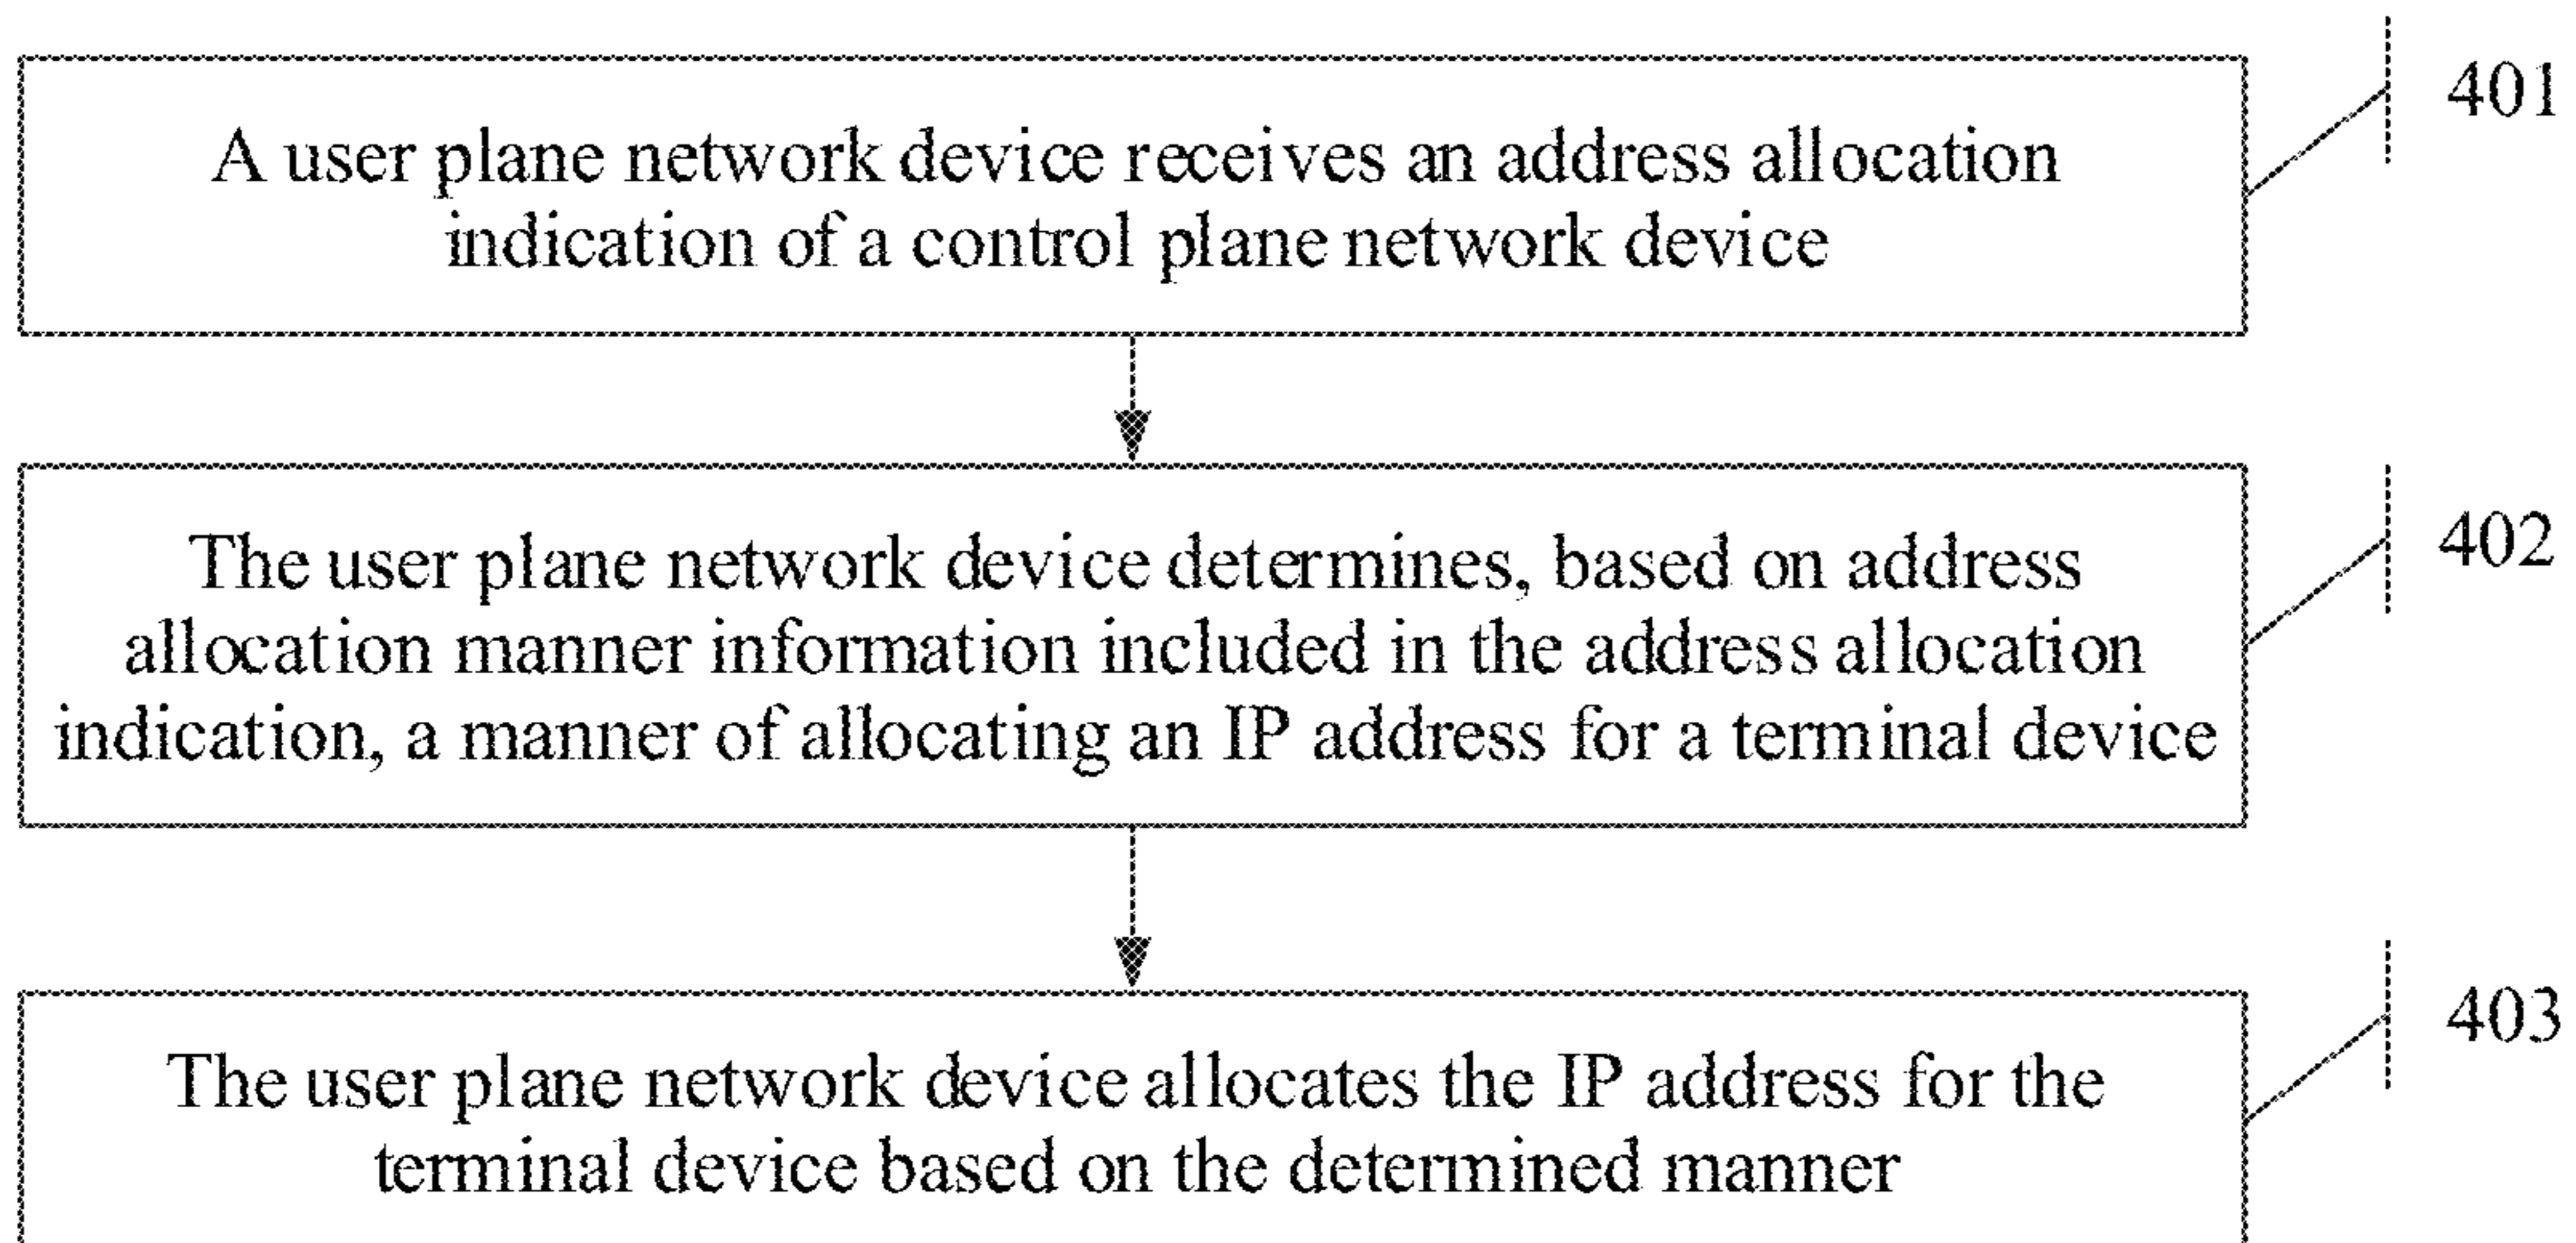 401
A user plane network device receives an address allocation
indication of a control plane network device
402
The user plane network device determines, based on address
allocation manner information included in the address allocation
indication, a manner of allocating an IP address for a terminal device
403
The user plane network device allocates the IP address for the
terminal device based on the determined manner